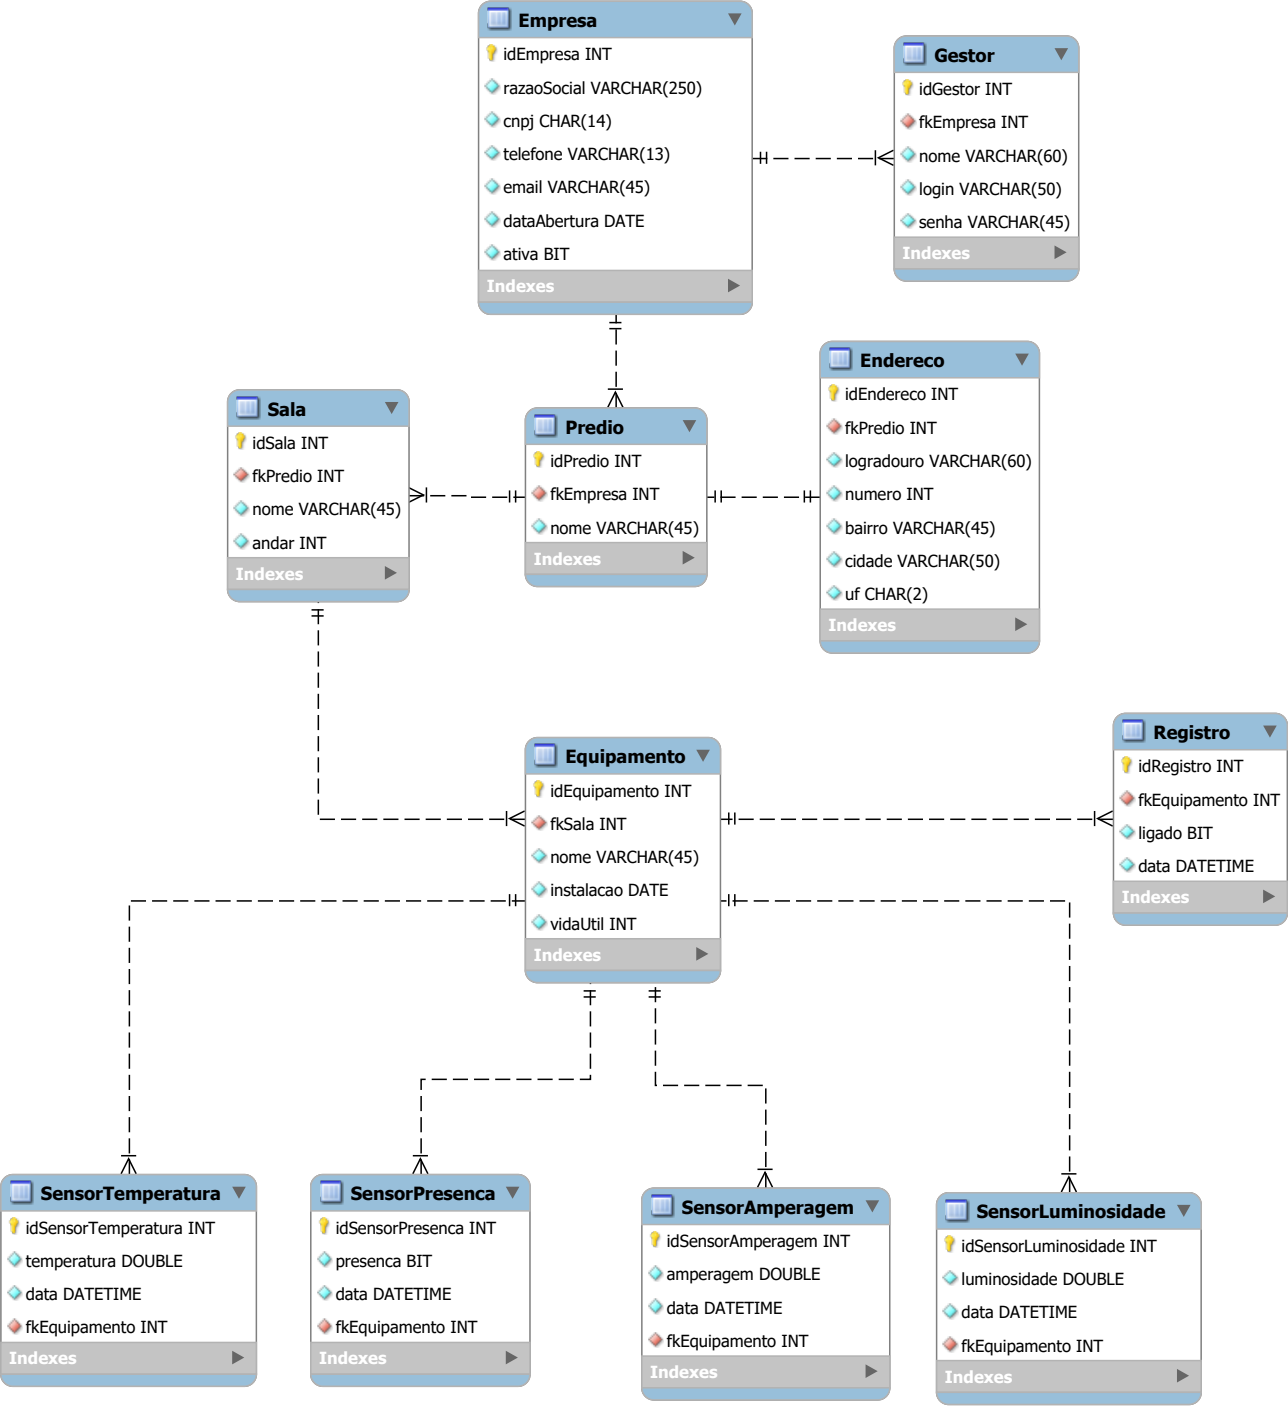 Empresa
idEmpresa INT
razaoSocial VARCHAR(250)
cnpj CHAR(14)
telefone VARCHAR(13)
email VARCHAR(45)
dataAbertura DATE
ativa BIT
Indexes
Gestor
idGestor INT
fkEmpresa INT
nome VARCHAR(60)
login VARCHAR(50)
senha VARCHAR(45)
Indexes
Sala
idSala INT
fkPredio INT
nome VARCHAR(45)
andar INT
Indexes
Predio
idPredio INT
fkEmpresa INT
nome VARCHAR(45)
Indexes
Endereco
idEndereco INT
fkPredio INT
logradouro VARCHAR(60)
numero INT
bairro VARCHAR(45)
cidade VARCHAR(50)
uf CHAR(2)
Indexes
Equipamento
idEquipamento INT
fkSala INT
nome VARCHAR(45)
instalacao DATE
vidaUtil INT
Indexes
Registro
idRegistro INT
fkEquipamento INT
ligado BIT
data DATETIME
Indexes
SensorTemperatura
idSensorTemperatura INT
temperatura DOUBLE
data DATETIME
fkEquipamento INT
Indexes
SensorPresenca
idSensorPresenca INT
presenca BIT
data DATETIME
fkEquipamento INT
Indexes
SensorAmperagem
idSensorAmperagem INT
amperagem DOUBLE
data DATETIME
fkEquipamento INT
Indexes
SensorLuminosidade
idSensorLuminosidade INT
luminosidade DOUBLE
data DATETIME
fkEquipamento INT
Indexes